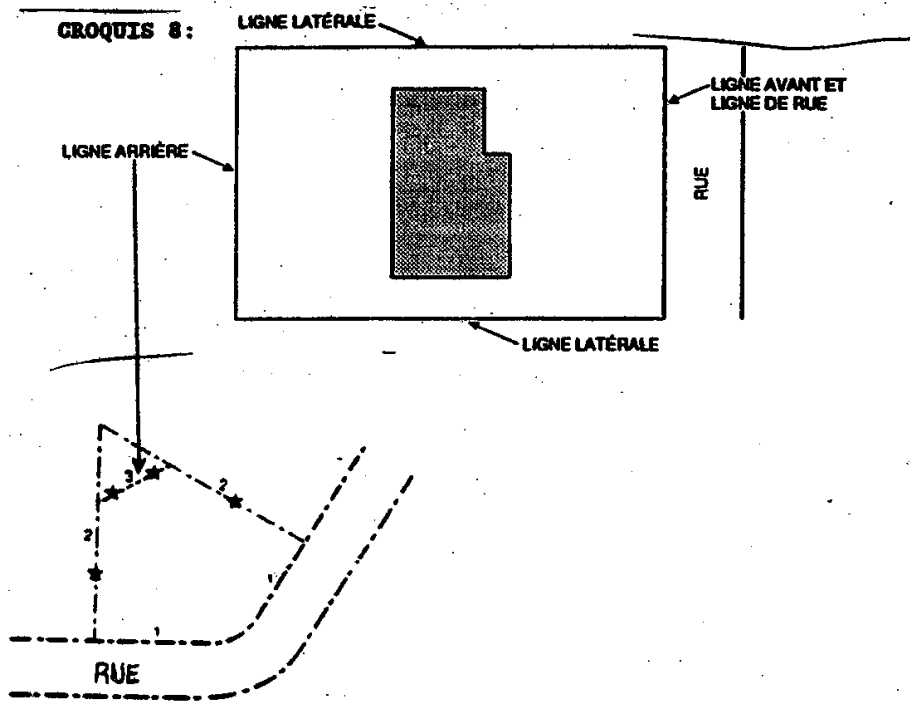 LIGNE LATÉRALE
CROQUIS 8:
LIGNE AVANT ET
LIGNE DE RUE
LIGNE ARRIÈRE
RUE
LIGNE LATÉRALE
3
2
2
1
1
RUE